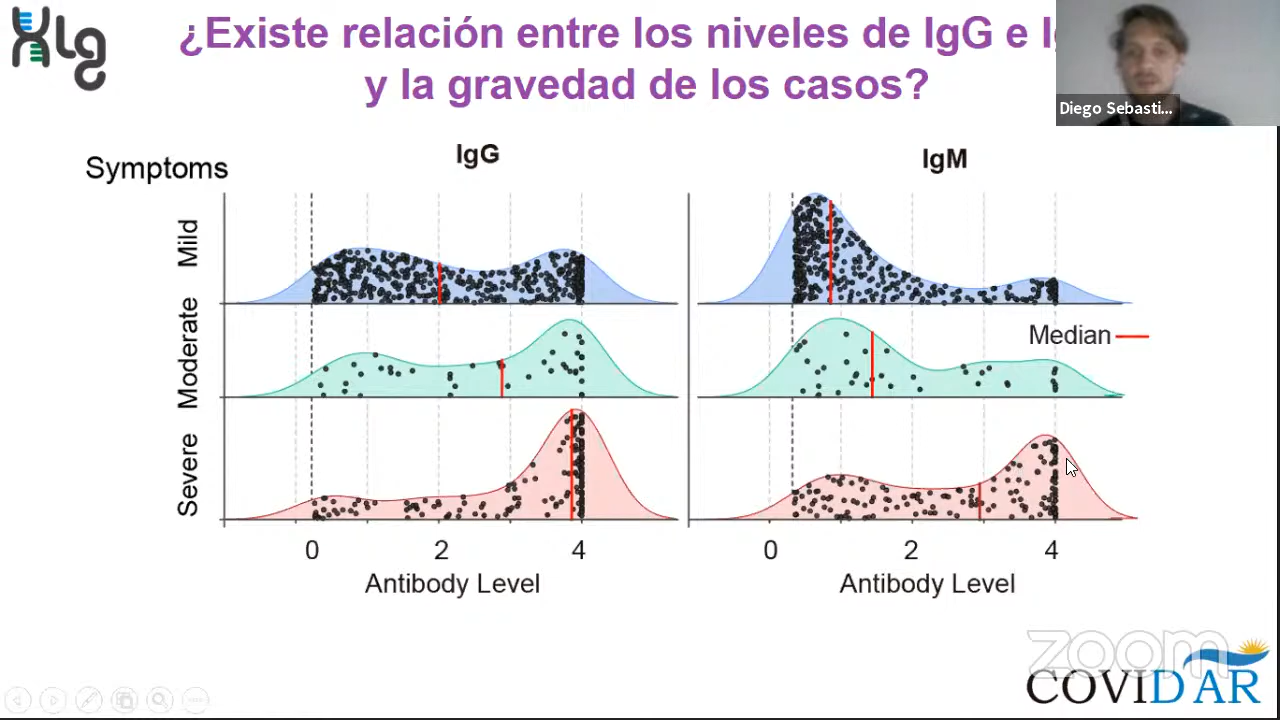 Xlg
¿Existe relación entre los niveles de IgG e
y la gravedad de los casos?
Diego Sebasti...
Symptoms
IgG
IgM
Mild
Moderate
Severe
Median
0 2 4
0 2 4
Antibody Level
Antibody Level
zoom
COVIDAR